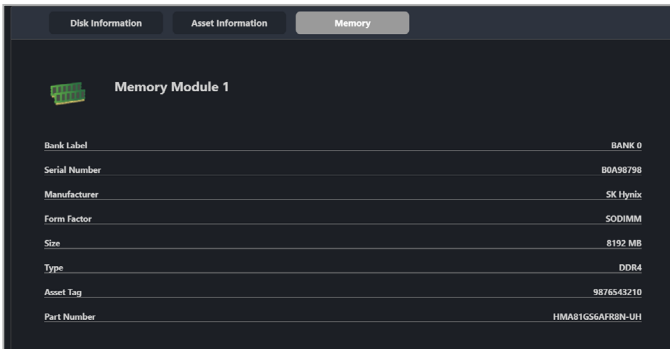 Disk Information Asset Information Memory
Memory Module 1
Bank Label BANK 0
Serial Number B0A98798
Manufacturer SK Hynix
Form Factor SODIMM
Size 8192 MB
Type DDR4
Asset Tag 9876543210
Part Number HMA81GS6AFR8N-UH